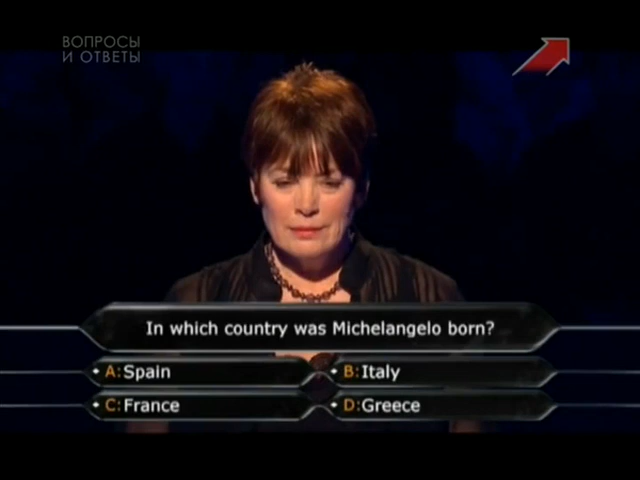 ВОПРОСЫ
И ОТВЕТЫ
In which country was Michelangelo born?
A: Spain
B: Italy
C: France
D: Greece